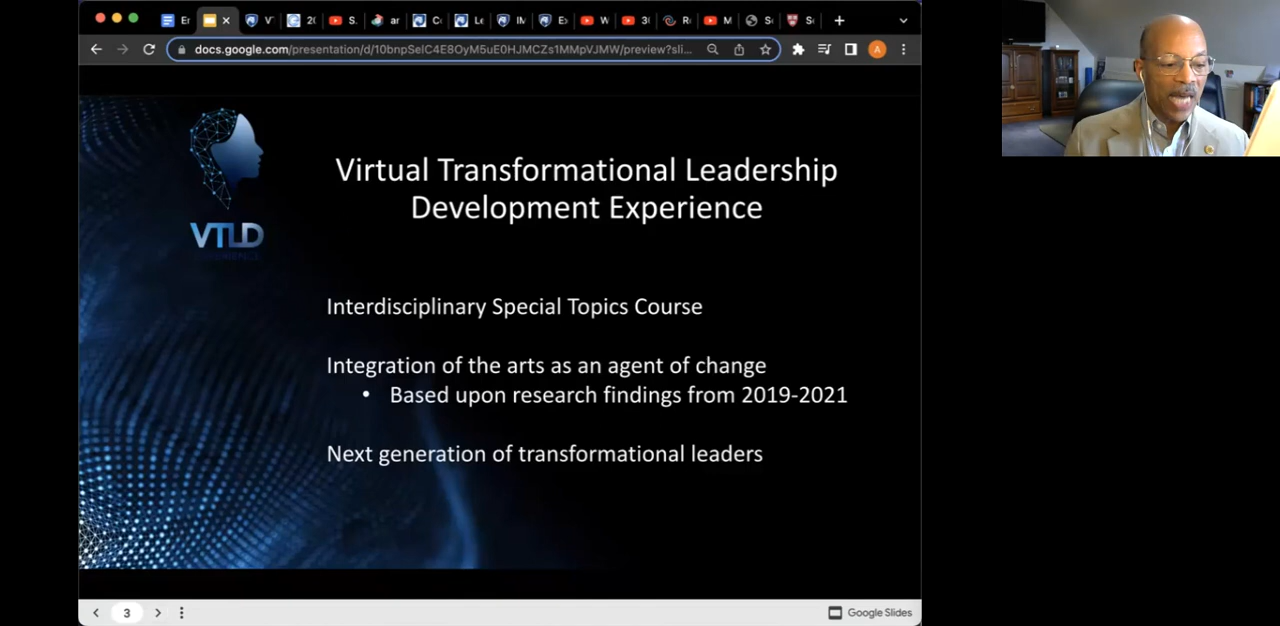 docs.google.com/presentation/d/10bnpSelC4E8OyM5uE0HJMCZs1MMpVJMW/preview?sli...
A
VTLD
Virtual Transformational Leadership
Development Experience
Interdisciplinary Special Topics Course
Integration of the arts as an agent of change
• Based upon research findings from 2019-2021
Next generation of transformational leaders
3
Google Slides